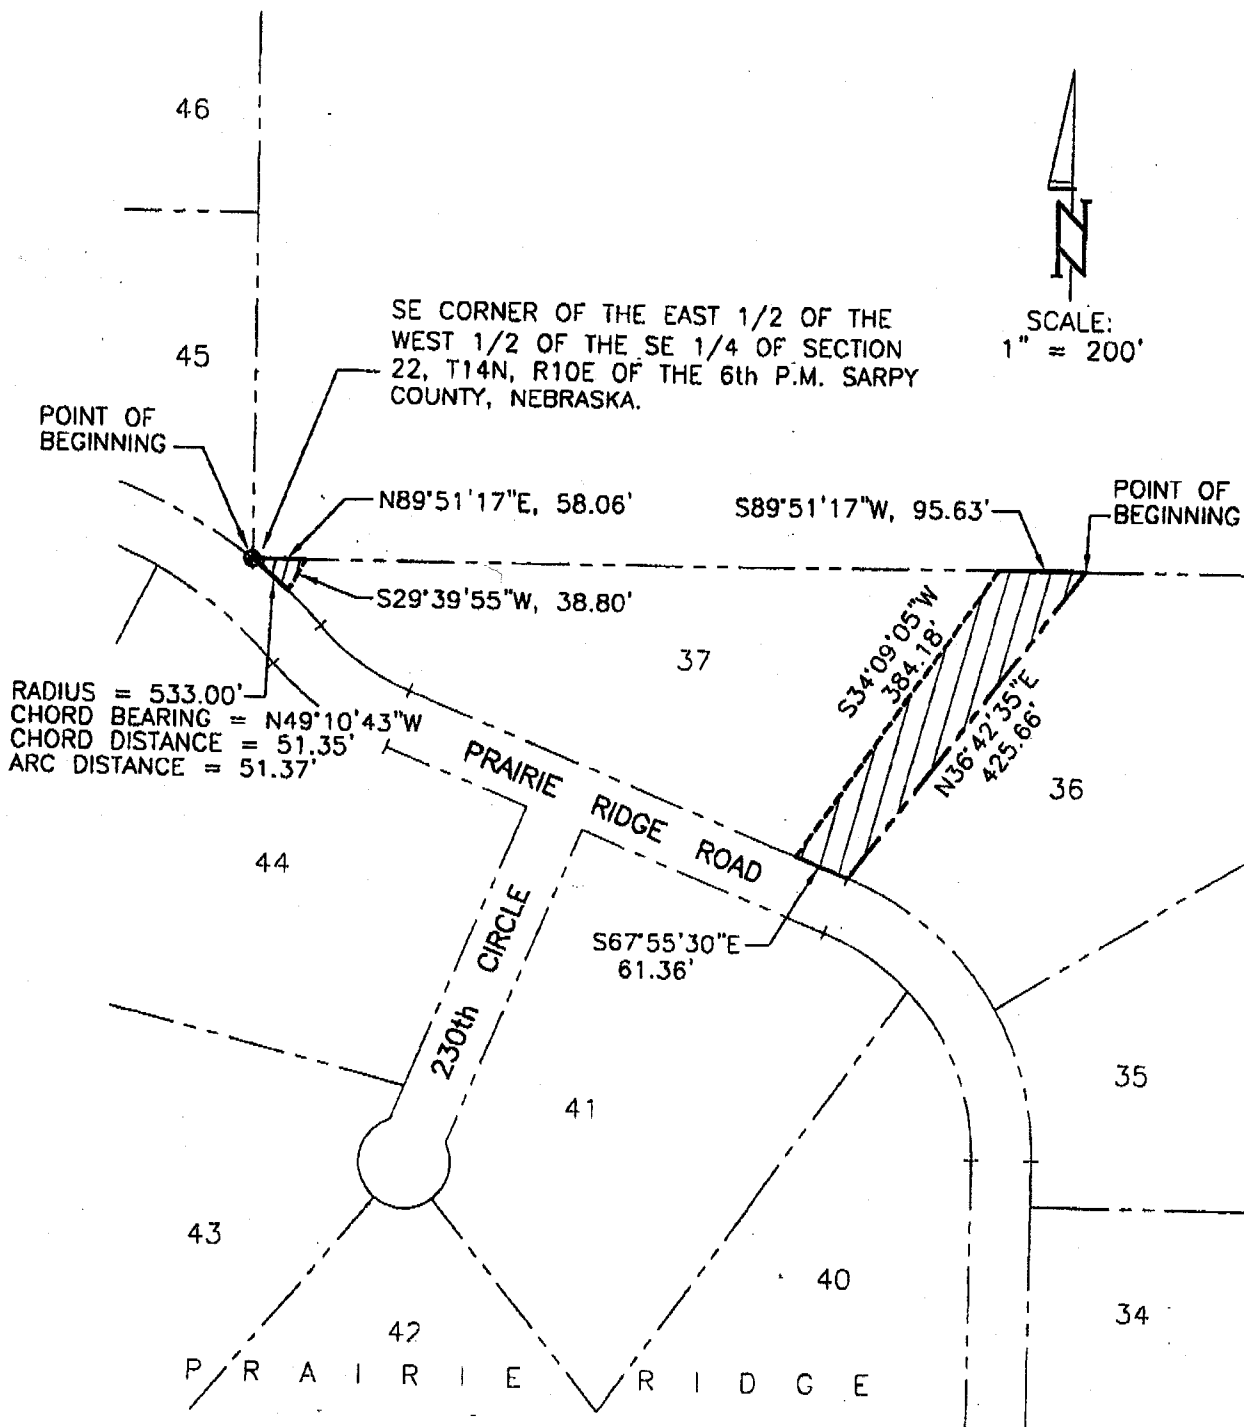 46
N
SCALE:
1" = 200'
SE CORNER OF THE EAST 1/2 OF THE
WEST 1/2 OF THE SE 1/4 OF SECTION
22, T14N, R10E OF THE 6th P.M. SARPY
COUNTY, NEBRASKA.
45
POINT OF
BEGINNING
N89°51'17"E, 58.06'
S89°51'17"W, 95.63'
POINT OF
BEGINNING
S29°39'55"W, 38.80'
37
S34°09'05"W
384.18'
N36°42'35"E
425.66'
36
RADIUS = 533.00'
CHORD BEARING = N49°10'43"W
CHORD DISTANCE = 51.35'
ARC DISTANCE = 51.37'
PRAIRIE RIDGE ROAD
44
230th CIRCLE
S67°55'30"E
61.36'
41
35
43
40
34
42
PRAIRIE RIDGE